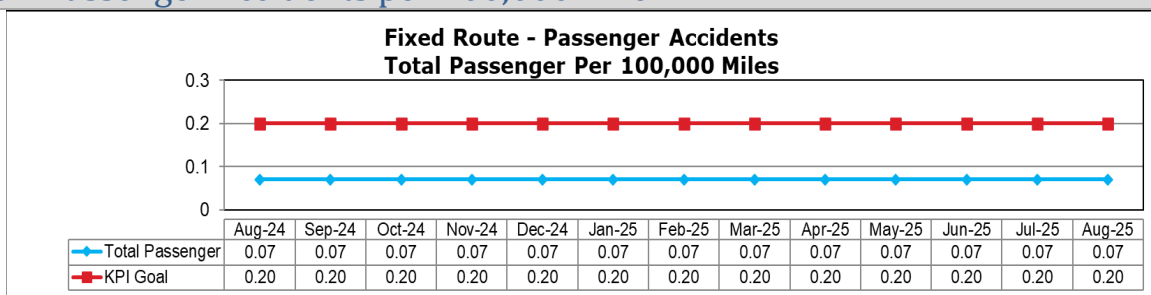 Fixed Route - Passenger Accidents
Total Passenger Per 100,000 Miles
0.3
0.2
0.1
0
Aug-24 Sep-24 Oct-24 Nov-24 Dec-24 Jan-25 Feb-25 Mar-25 Apr-25 May-25 Jun-25 Jul-25 Aug-25
Total Passenger 0.07 0.07 0.07 0.07 0.07 0.07 0.07 0.07 0.07 0.07 0.07 0.07 0.07
KPI Goal 0.20 0.20 0.20 0.20 0.20 0.20 0.20 0.20 0.20 0.20 0.20 0.20 0.20